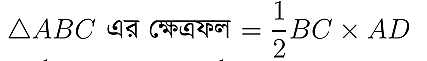 △ABC এর ক্ষেত্রফল = 1/2 BC × AD